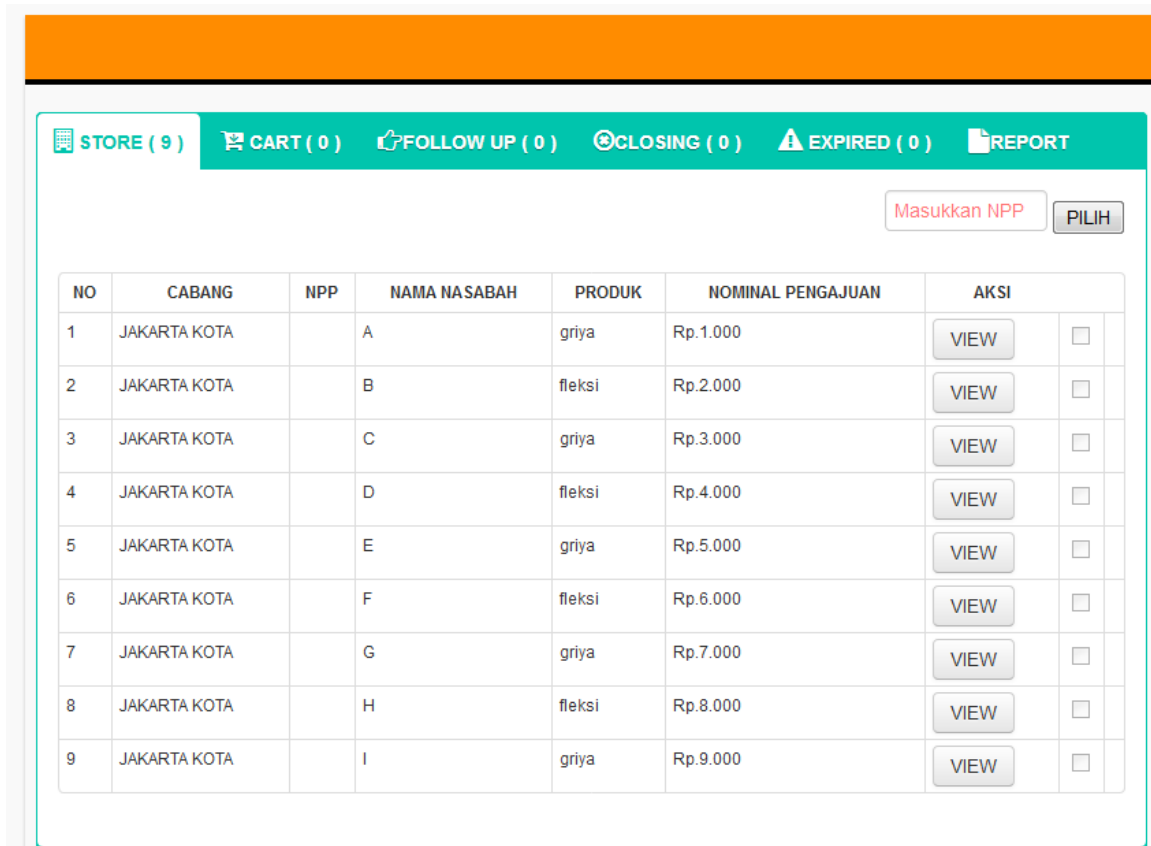 STORE ( 9 ) CART ( 0 ) FOLLOW UP ( 0 ) CLOSING ( 0 ) EXPIRED ( 0 ) REPORT
Masukkan NPP PILIH
NO CABANG NPP NAMA NASABAH PRODUK NOMINAL PENGAJUAN AKSI
1 JAKARTA KOTA A griya Rp.1.000 VIEW
2 JAKARTA KOTA B fleksi Rp.2.000 VIEW
3 JAKARTA KOTA C griya Rp.3.000 VIEW
4 JAKARTA KOTA D fleksi Rp.4.000 VIEW
5 JAKARTA KOTA E griya Rp.5.000 VIEW
6 JAKARTA KOTA F fleksi Rp.6.000 VIEW
7 JAKARTA KOTA G griya Rp.7.000 VIEW
8 JAKARTA KOTA H fleksi Rp.8.000 VIEW
9 JAKARTA KOTA I griya Rp.9.000 VIEW